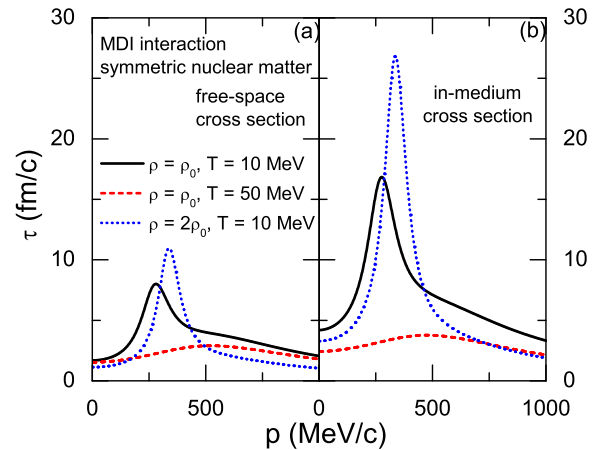 30
20
10
0
τ (fm/c)
MDI interaction
symmetric nuclear matter
(a)
free-space
cross section
ρ = ρ₀, T = 10 MeV
ρ = ρ₀, T = 50 MeV
ρ = 2ρ₀, T = 10 MeV
(b)
in-medium
cross section
30
20
10
0
0
500
0
500
1000
p (MeV/c)